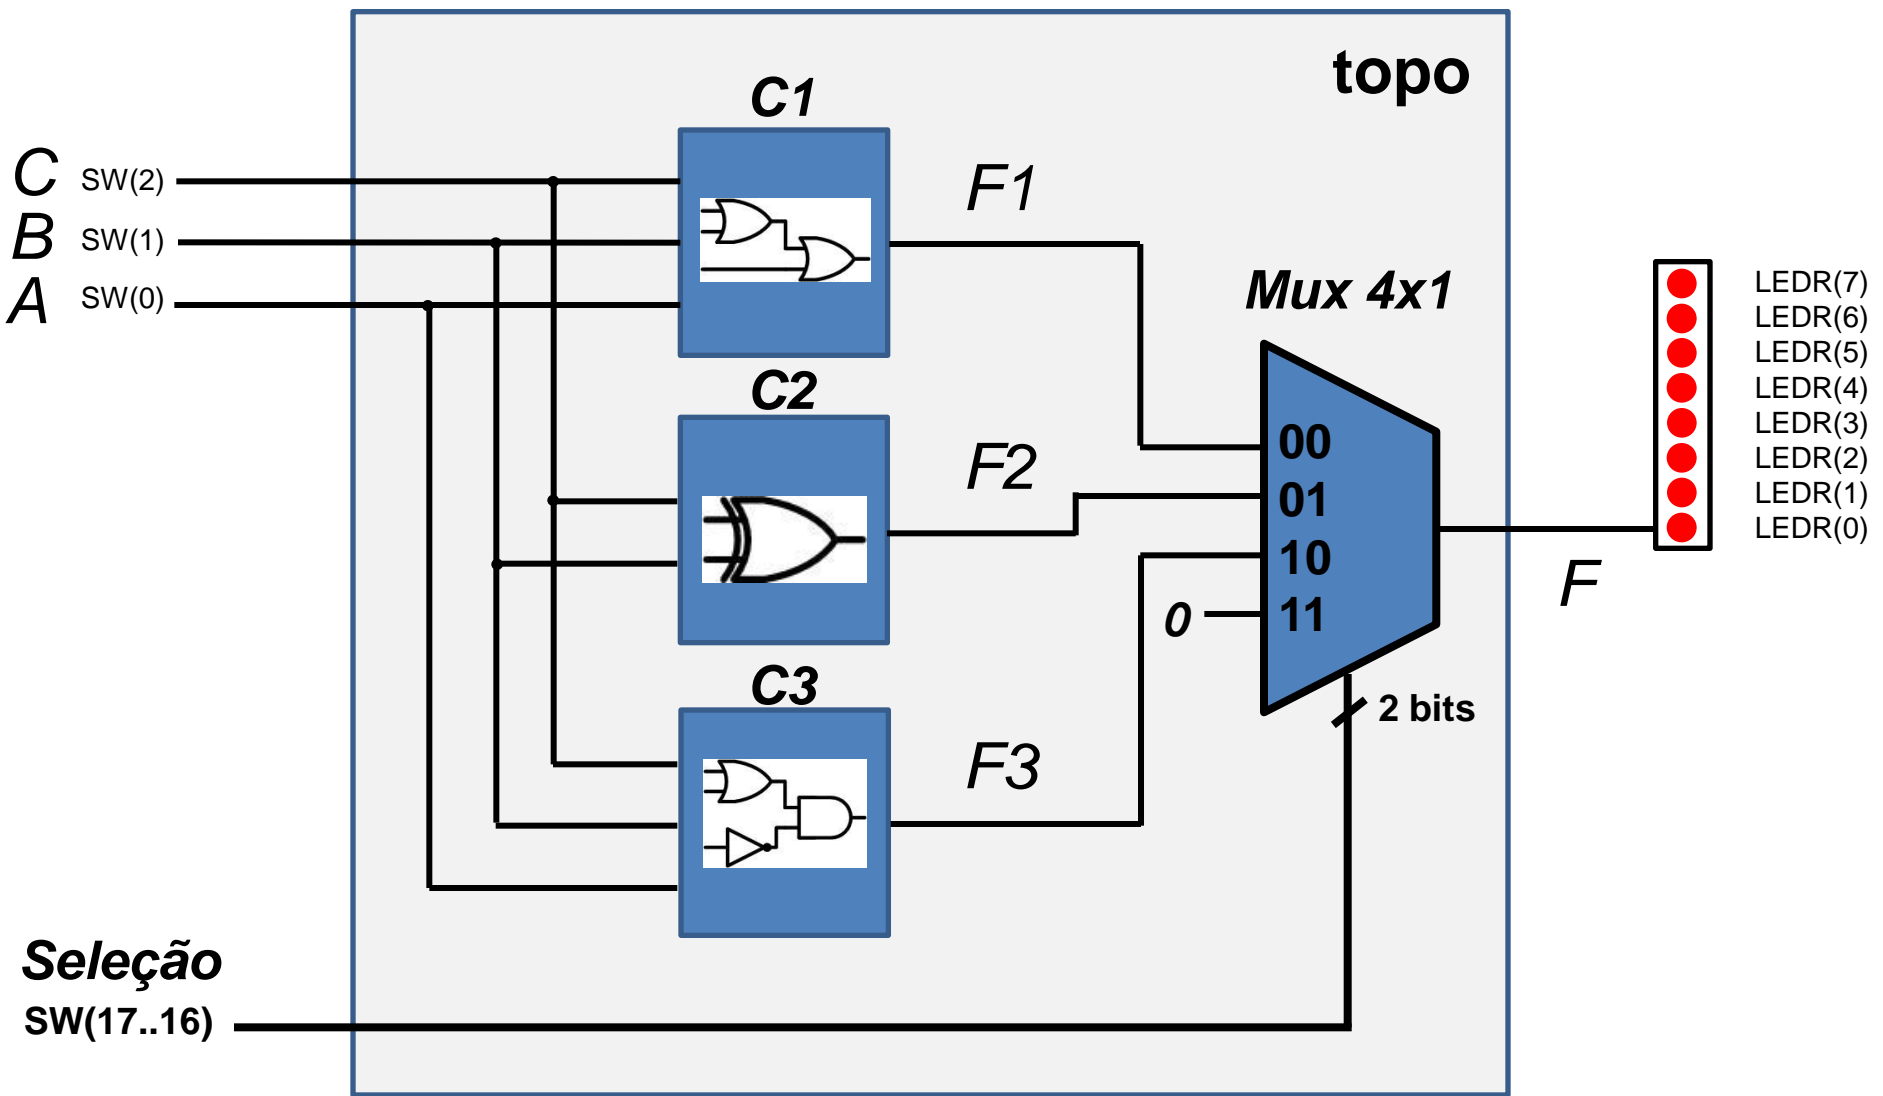 topo
C1
C SW(2)
B SW(1)
A SW(0)
F1
C2
F2
C3
F3
Mux 4x1
00
01
10
0 11
2 bits
F
LEDR(7)
LEDR(6)
LEDR(5)
LEDR(4)
LEDR(3)
LEDR(2)
LEDR(1)
LEDR(0)
Seleção
SW(17..16)